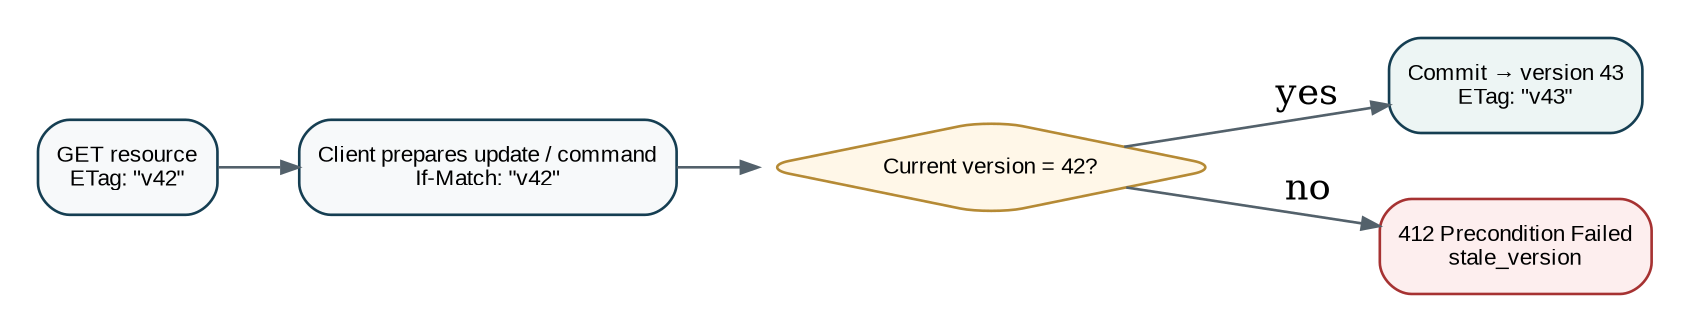 GET resource
ETag: "v42"
Client prepares update / command
If-Match: "v42"
Current version = 42?
yes
Commit → version 43
ETag: "v43"
no
412 Precondition Failed
stale_version